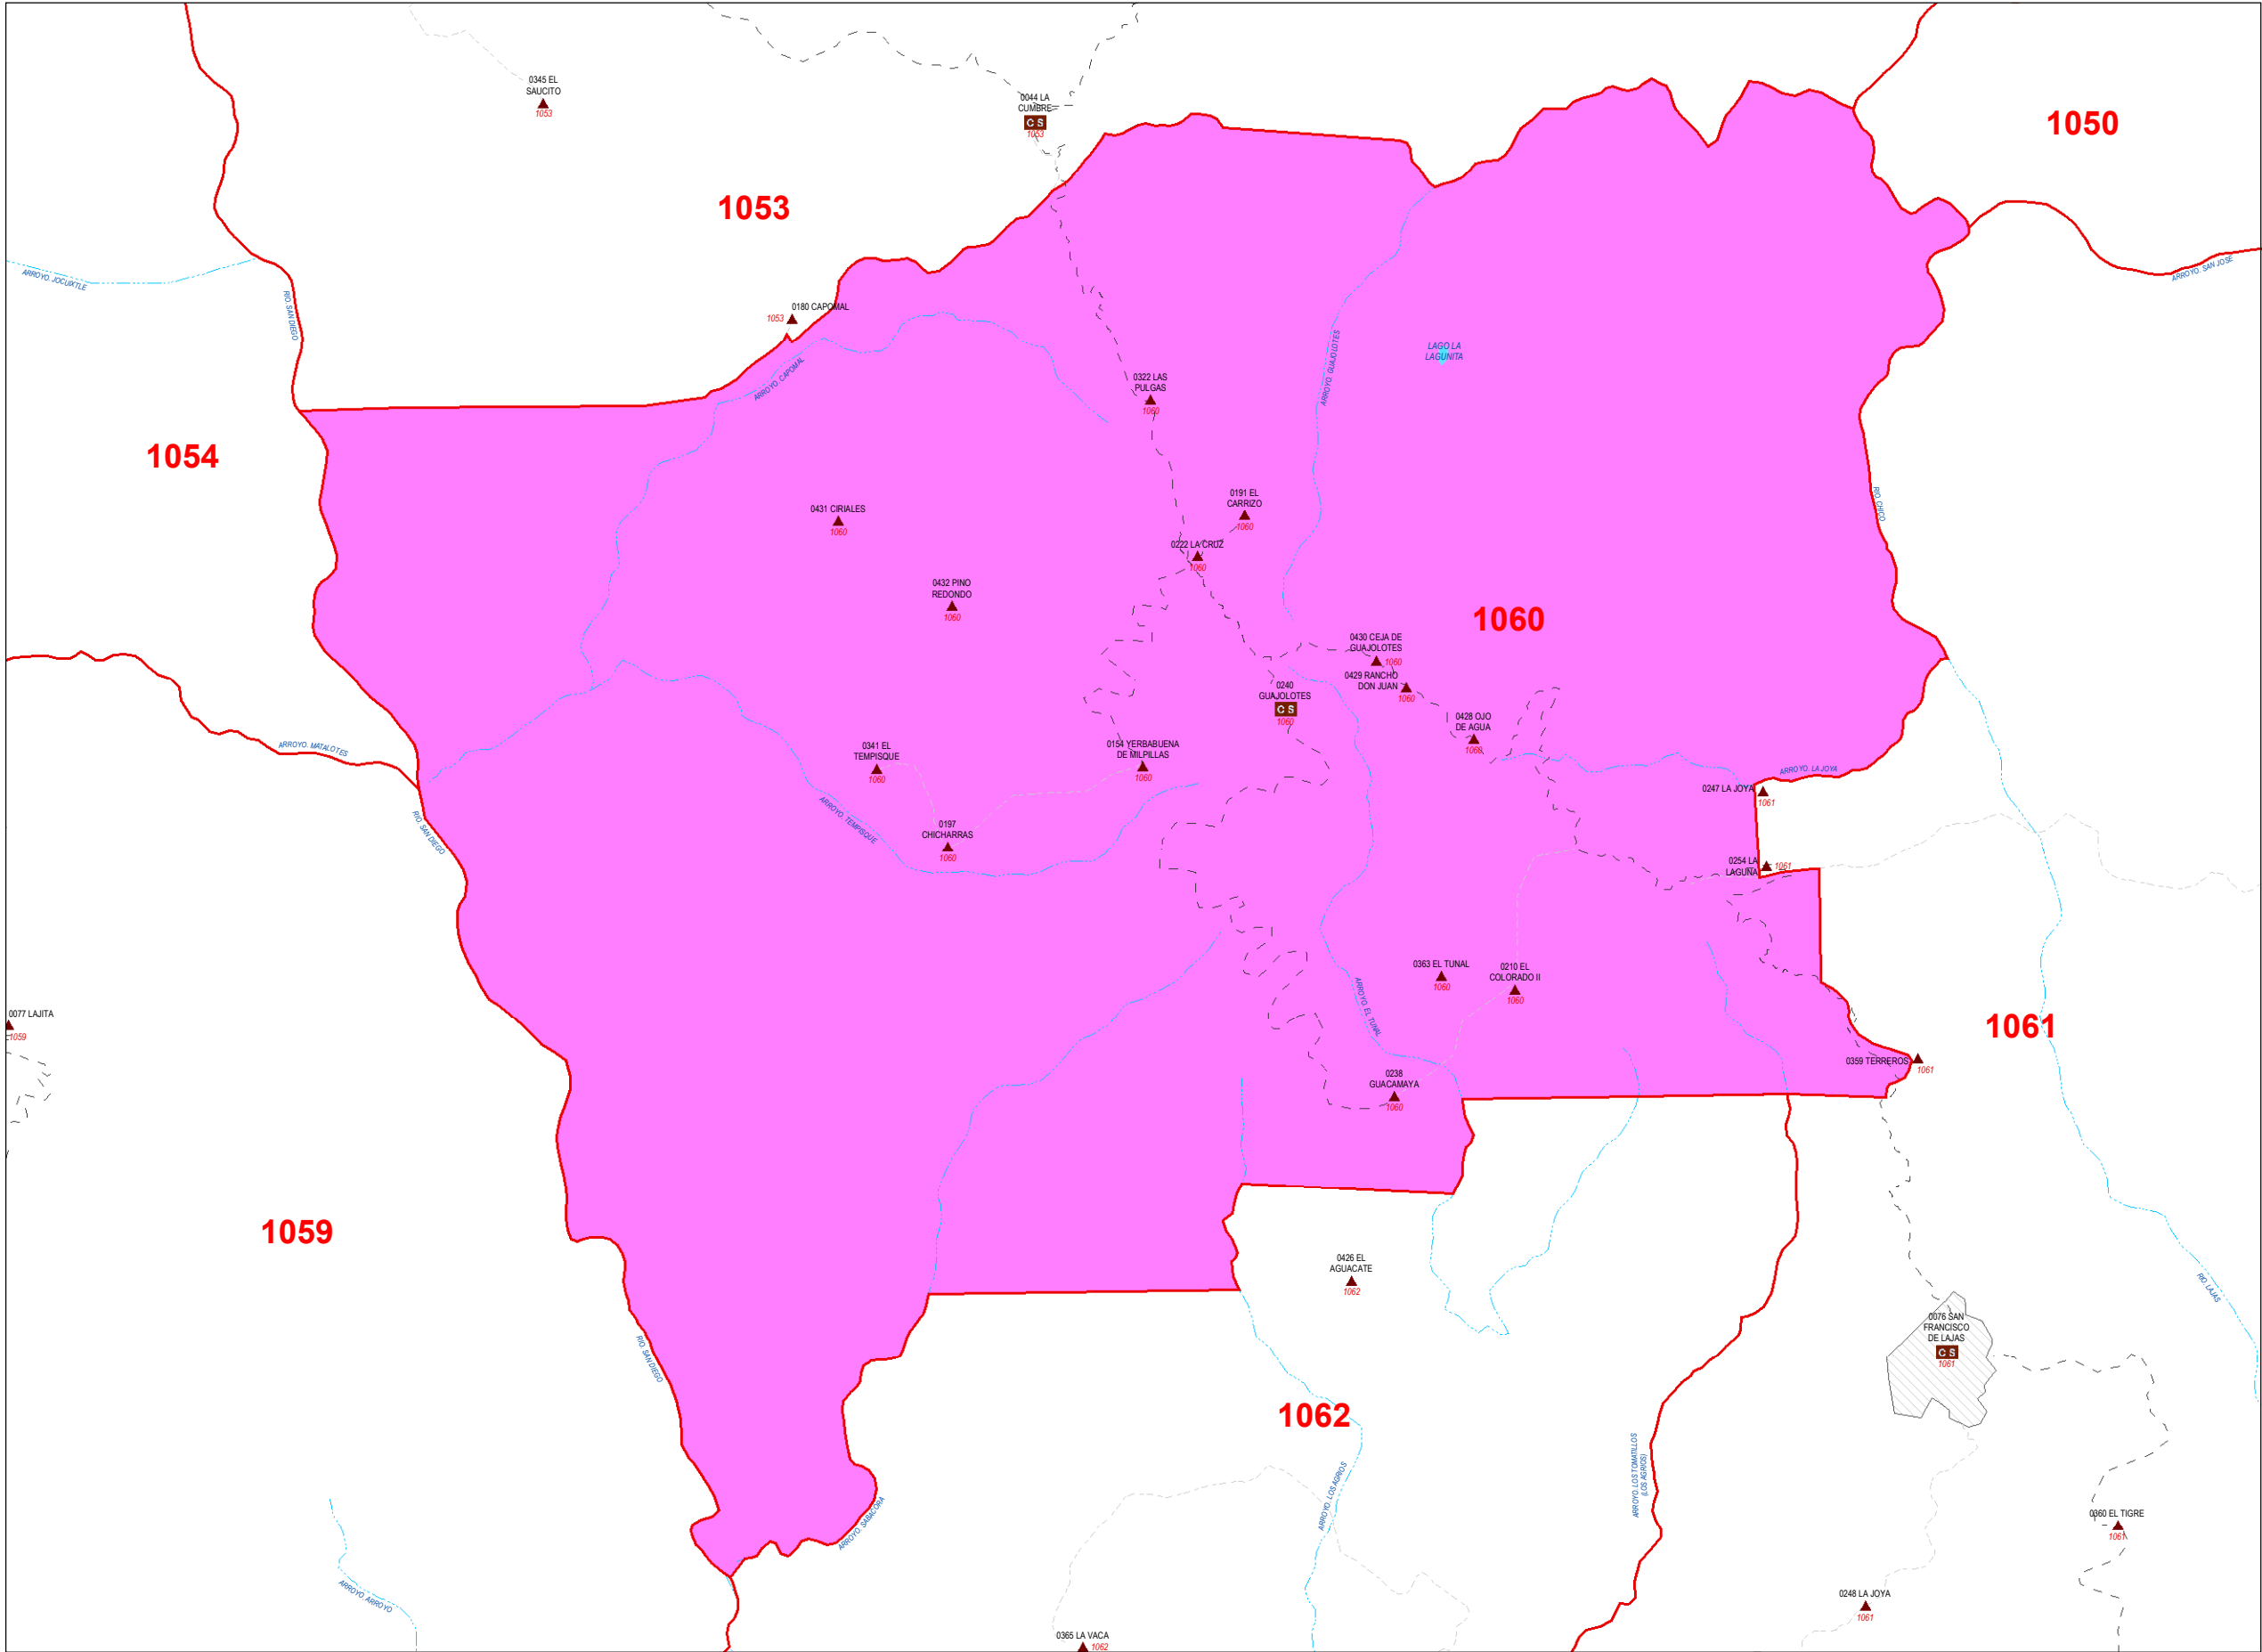 0345 EL
SAUCITO
1053
0044 LA
CUMBRE
C S
1053
1050
1053
ARROYO. JOCUIXTLE
RIO. SAN DIEGO
ARROYO. SAN JOSE
0180 CAPOMAL
1053
ARROYO. CAPOMAL
ARROYO. GUAJOLOTES
LAGO LA
LAGUNITA
0322 LAS
PULGAS
1060
1054
0431 CIRIALES
1060
0191 EL
CARRIZO
1060
RIO. CHICO
0222 LA CRUZ
1060
0432 PINO
REDONDO
1060
1060
0430 CEJA DE
GUAJOLOTES
1060
0429 RANCHO
DON JUAN
1060
0240
GUAJOLOTES
C S
1060
0428 OJO
DE AGUA
1060
ARROYO. MATALOTES
0341 EL
TEMPISQUE
1060
0154 YERBABUENA
DE MILPILLAS
1060
ARROYO. LA JOYA
0247 LA JOYA
1061
ARROYO. TEMPISQUE
RIO. SAN DIEGO
0197
CHICHARRAS
1060
0254 LA
LAGUNA
1061
0363 EL TUNAL
1060
0210 EL
COLORADO II
1060
ARROYO. EL TUNAL
0077 LAJITA
1059
1061
0359 TERREROS
1061
0238
GUACAMAYA
1060
1059
0426 EL
AGUACATE
1062
RIO. LAJAS
0076 SAN
FRANCISCO
DE LAJAS
C S
1061
RIO. SAN DIEGO
1062
ARROYO. LOS AGRIOS
ARROYO. LOS TOMATILLOS
(LOS AGRIOS)
ARROYO. SABACORA
0360 EL TIGRE
1061
ARROYO. ARROYO
0248 LA JOYA
1061
0365 LA VACA
1062